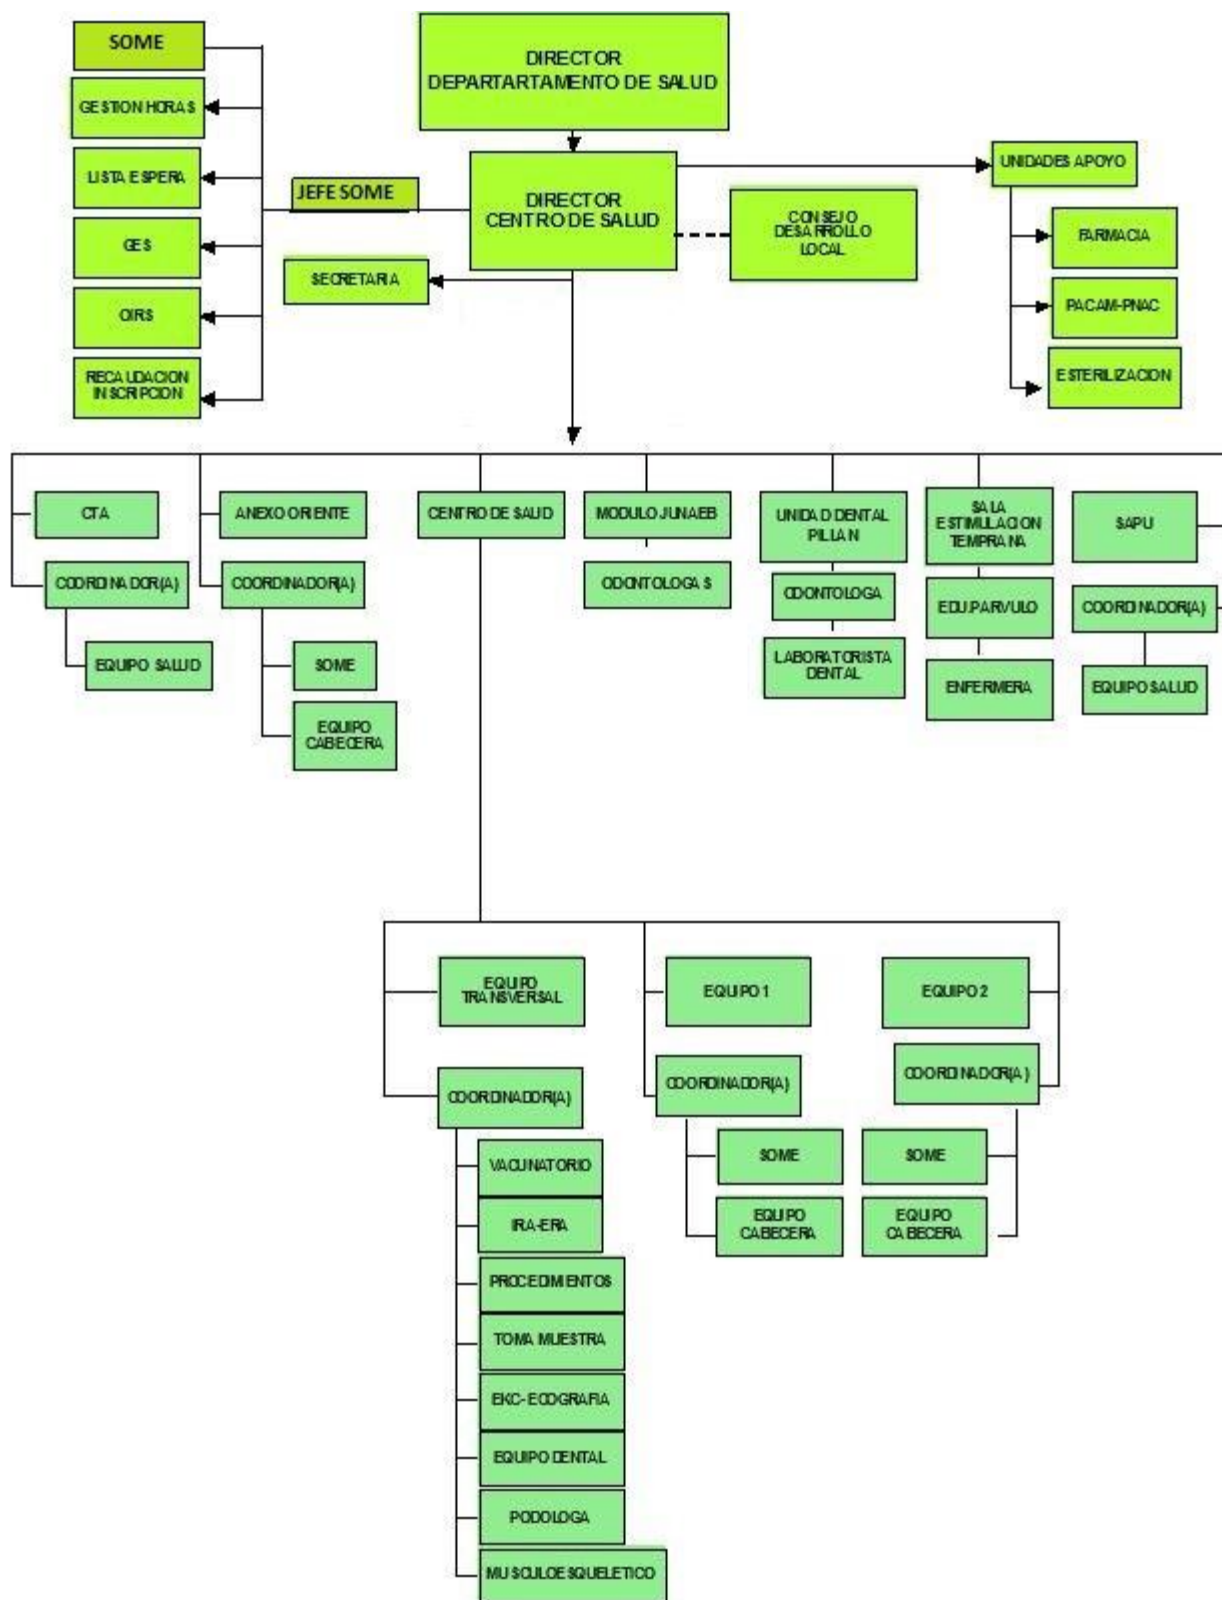 SOME
DIRECTOR
DEPARTARTAMENTO DE SALUD
GESTION HORAS
LISTA ESPERA
GES
OIRS
RECAUDACION
INSCRIPCION
JEFE SOME
DIRECTOR
CENTRO DE SALUD
SECRETARIA
CONSEJO
DESARROLLO
LOCAL
UNIDADES APOYO
FARMACIA
PACAM-PNAC
ESTERILIZACION
CTA
COORDINADOR(A)
EQUIPO SALUD
ANEXO ORIENTE
COORDINADOR(A)
SOME
EQUIPO
CABECERA
CENTRO DE SALUD
MODULO JUNAEB
ODONTOLOGAS
UNIDAD DENTAL
PILLAN
ODONTOLOGA
LABORATORISTA
DENTAL
SALA
ESTIMULACION
TEMPRANA
EDU.PARVULO
ENFERMERA
SAPU
COORDINADOR(A)
EQUIPO SALUD
EQUIPO
TRANSVERSAL
COORDINADOR(A)
VACUNATORIO
IRA-ERA
PROCEDIMIENTOS
TOMA MUESTRA
EKC-ECOGRAFIA
EQUIPO DENTAL
PODOLOGA
MUSCULOESQUELETICO
EQUIPO 1
COORDINADOR(A)
SOME
EQUIPO
CABECERA
EQUIPO 2
COORDINADOR(A)
SOME
EQUIPO
CABECERA